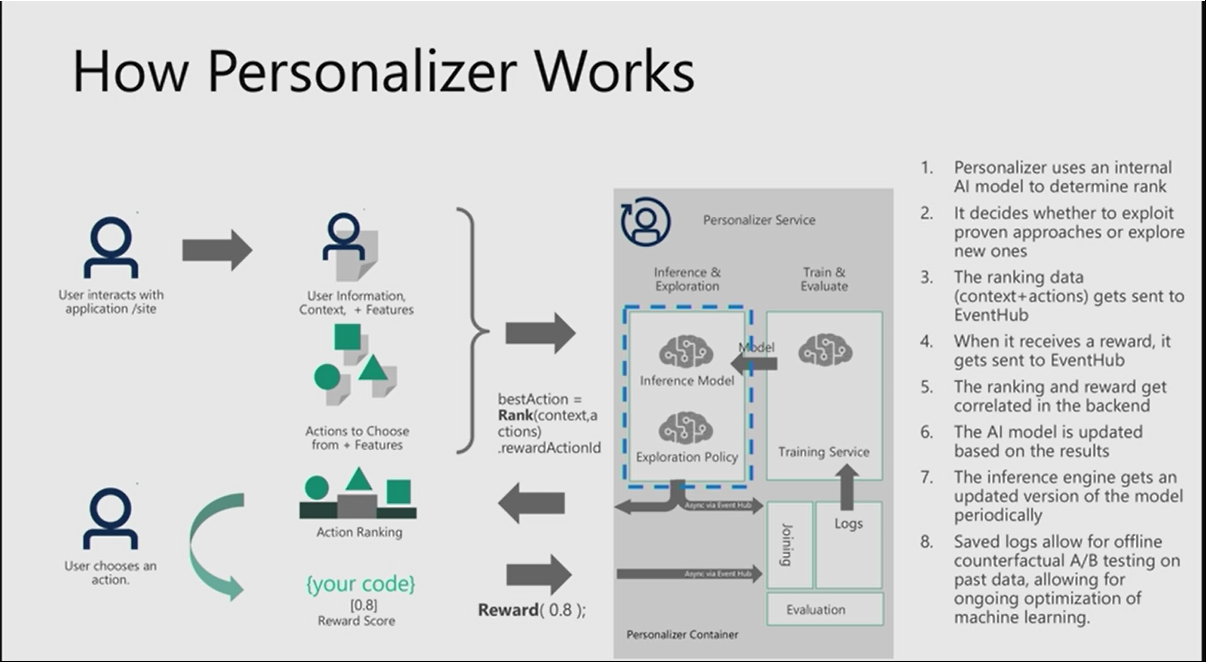 How Personalizer Works
User interacts with
application /site
User Information,
Context, + Features
Actions to Choose
from + Features
bestAction =
Rank(context,a
ctions)
.rewardActionId
User chooses an
action.
Action Ranking
{your code}
[0.8]
Reward Score
Reward( 0.8 );
Personalizer Service
Inference &
Exploration
Train &
Evaluate
Model
Inference Model
Exploration Policy
Training Service
Async via Event Hub
Joining
Logs
Async via Event Hub
Evaluation
Personalizer Container
1. Personalizer uses an internal
AI model to determine rank
2. It decides whether to exploit
proven approaches or explore
new ones
3. The ranking data
(context+actions) gets sent to
EventHub
4. When it receives a reward, it
gets sent to EventHub
5. The ranking and reward get
correlated in the backend
6. The AI model is updated
based on the results
7. The inference engine gets an
updated version of the model
periodically
8. Saved logs allow for offline
counterfactual A/B testing on
past data, allowing for
ongoing optimization of
machine learning.